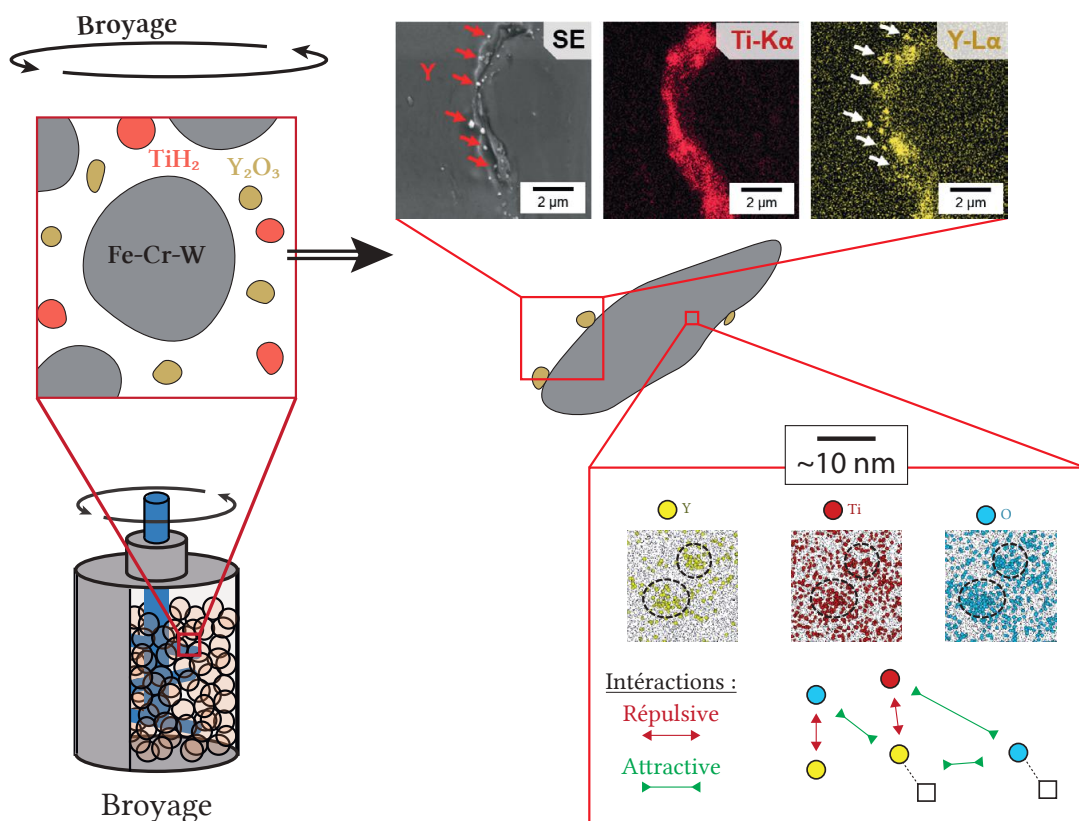 Broyage
TiH₂
Y₂O₃
Fe-Cr-W
SE
Y
2 µm
Ti-Kα
2 µm
Y-Lα
2 µm
~10 nm
Y
Ti
O
Intéractions :
Répulsive
Attractive
Broyage